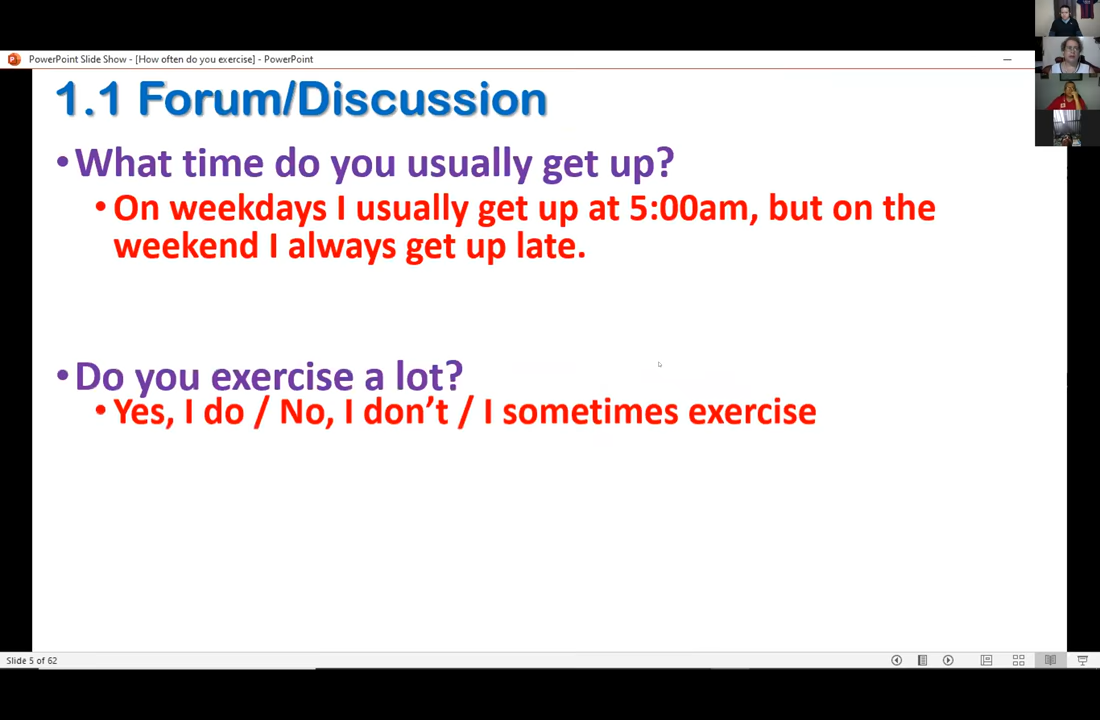 PowerPoint Slide Show - [How often do you exercise] - PowerPoint
1.1 Forum/Discussion
•What time do you usually get up?
•On weekdays I usually get up at 5:00am, but on the
weekend I always get up late.
•Do you exercise a lot?
•Yes, I do / No, I don’t / I sometimes exercise
Slide 5 of 62